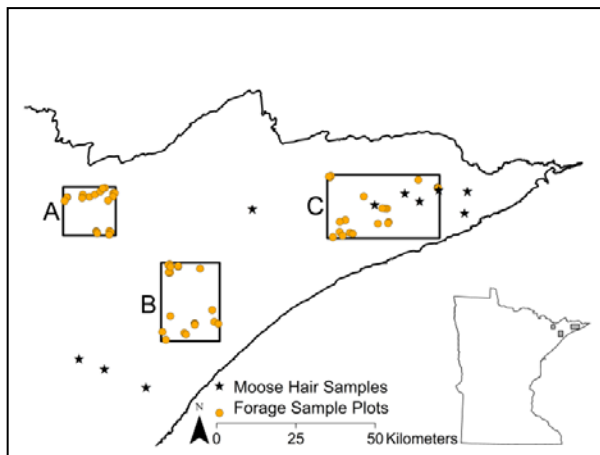 A
C
B
Moose Hair Samples
N
Forage Sample Plots
0 25 50 Kilometers